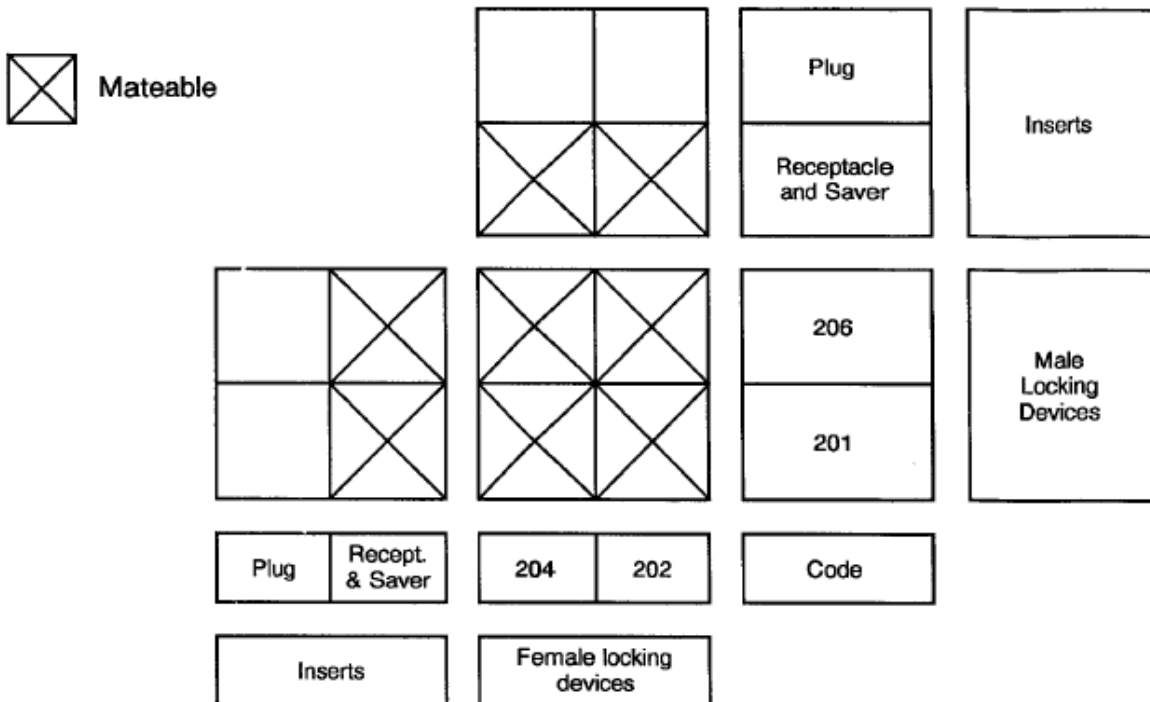 Mateable
Plug
Receptacle
and Saver
Inserts
206
201
Male
Locking
Devices
Plug
Recept.
& Saver
204
202
Code
Inserts
Female locking
devices